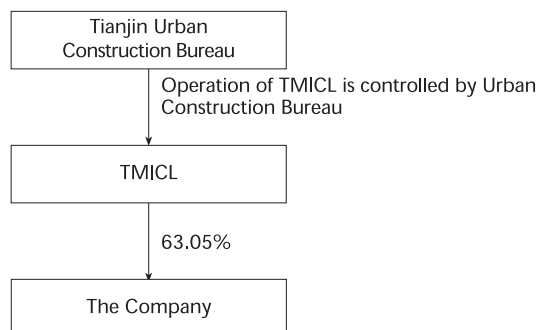 Tianjin Urban
Construction Bureau
Operation of TMICL is controlled by Urban
Construction Bureau
TMICL
63.05%
The Company